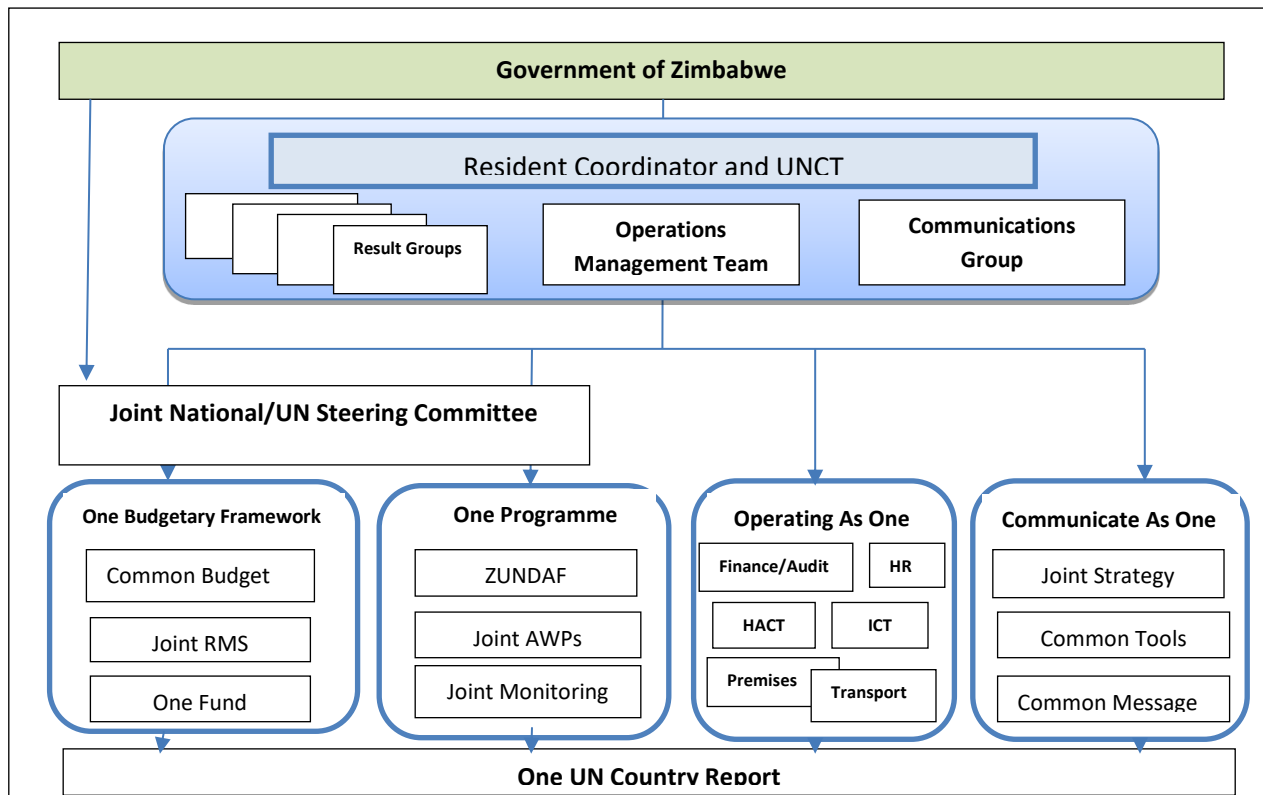 Government of Zimbabwe
Resident Coordinator and UNCT
Result Groups
Operations
Management Team
Communications
Group
Joint National/UN Steering Committee
One Budgetary Framework
Common Budget
Joint RMS
One Fund
One Programme
ZUNDAF
Joint AWPs
Joint Monitoring
Operating As One
Finance/Audit
HR
HACT
ICT
Premises
Transport
Communicate As One
Joint Strategy
Common Tools
Common Message
One UN Country Report